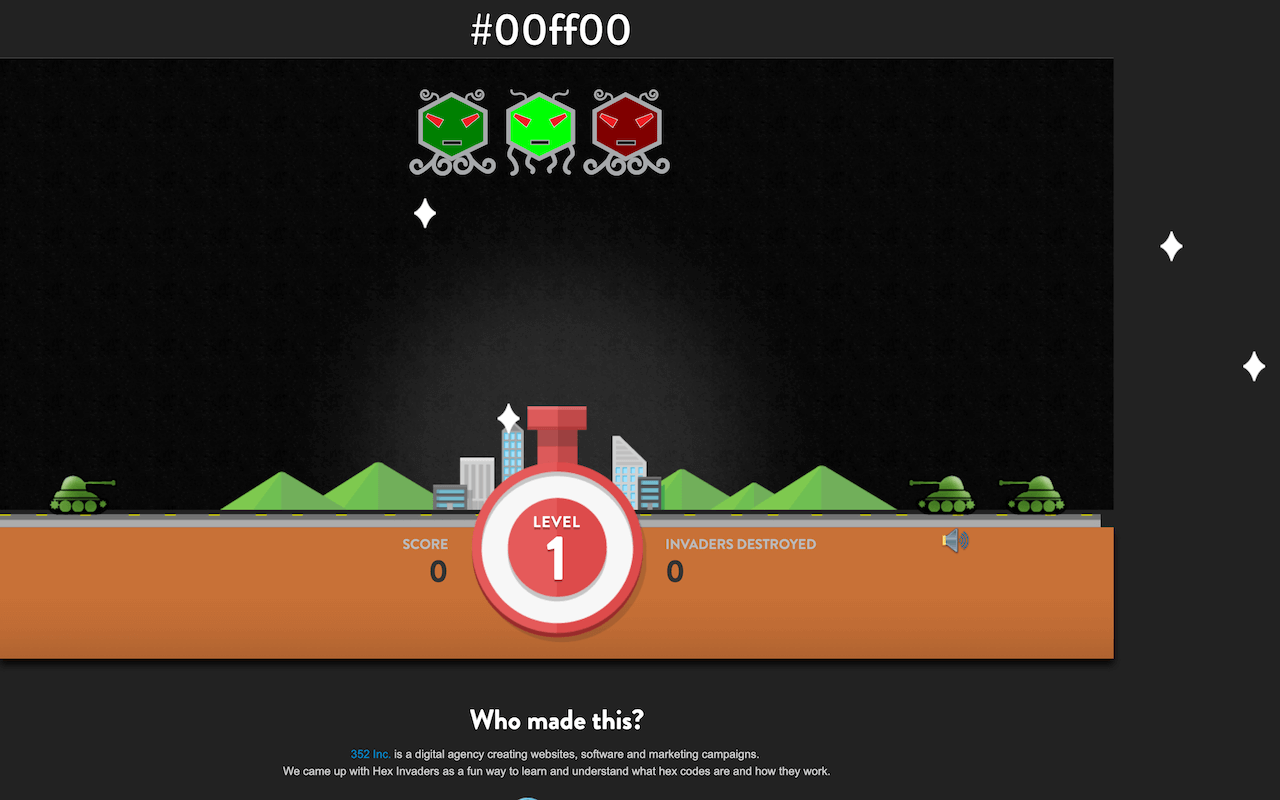 #00ff00
LEVEL
1
SCORE
0
INVADERS DESTROYED
0
Who made this?
352 Inc. is a digital agency creating websites, software and marketing campaigns.
We came up with Hex Invaders as a fun way to learn and understand what hex codes are and how they work.